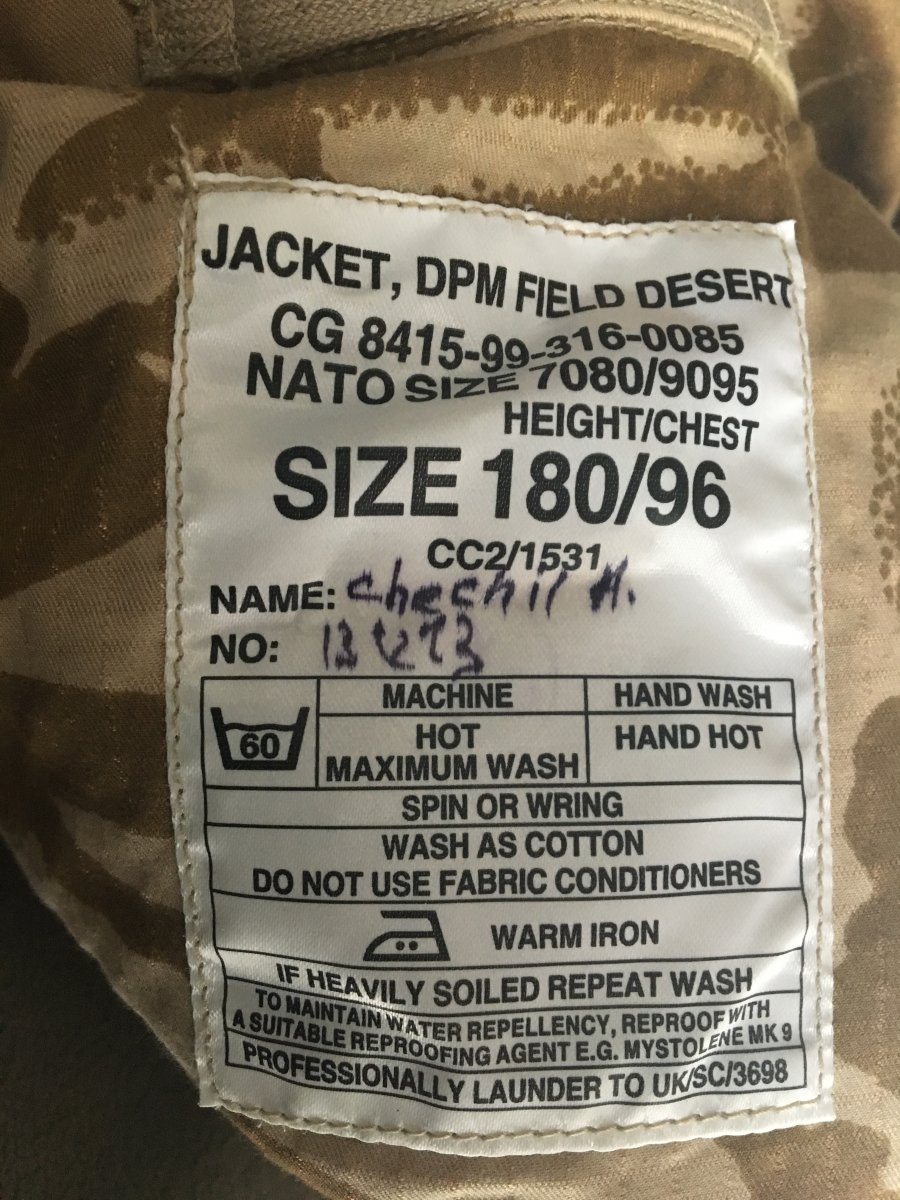 JACKET, DPM FIELD DESERT
CG 8415-99-316-0085
NATO SIZE 7080/9095
HEIGHT/CHEST
SIZE 180/96
CC2/1531
NAME: Chechil H.
NO:
60
MACHINE
HAND WASH
HOT
MAXIMUM WASH
HAND HOT
SPIN OR WRING
WASH AS COTTON
DO NOT USE FABRIC CONDITIONERS
WARM IRON
IF HEAVILY SOILED REPEAT WASH
TO MAINTAIN WATER REPELLENCY, REPROOF WITH
A SUITABLE REPROOFING AGENT E.G. MYSTOLENE MK 9
PROFESSIONALLY LAUNDER TO UK/SC/3698